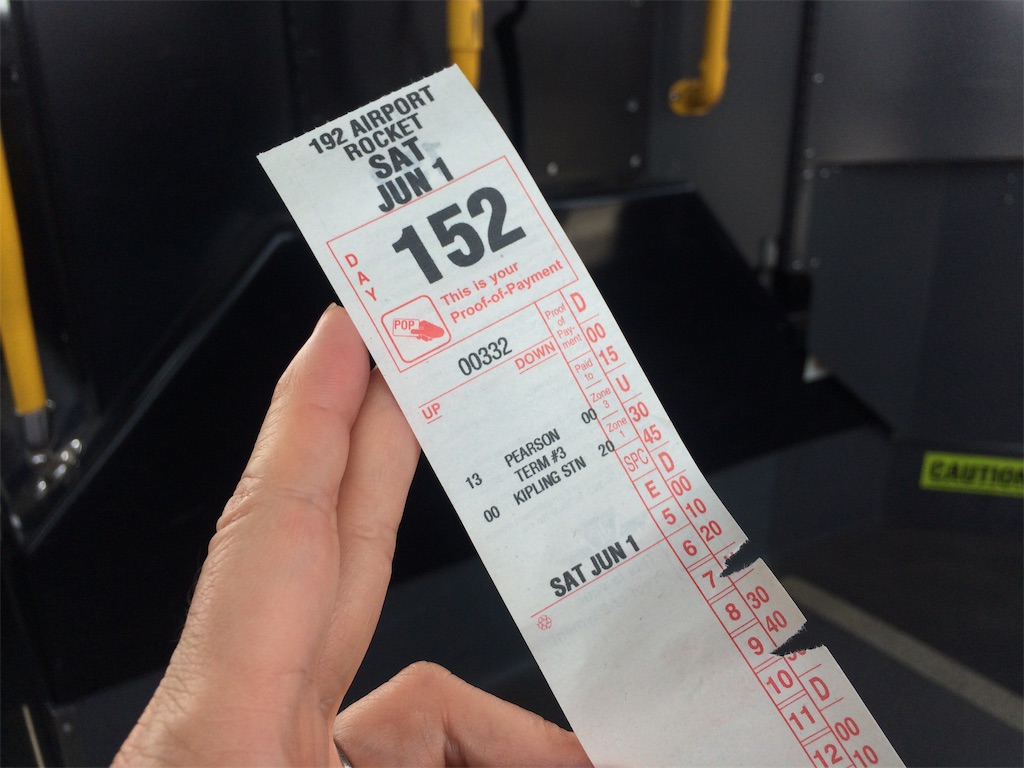 192 AIRPORT
ROCKET
SAT
JUN 1
DAY
152
POP
This is your
Proof-of-Payment
00332
UP
DOWN
13 PEARSON 00
TERM #3
00 KIPLING STN 20
SAT JUN 1
Proof
of
Pay-
ment
Paid
to
Zone
3
Zone
1
SPC
E
5
6
7
8
9
10
11
12
D
00
15
U
30
45
D
00
10
20
30
40
D
00
10
CAUTION